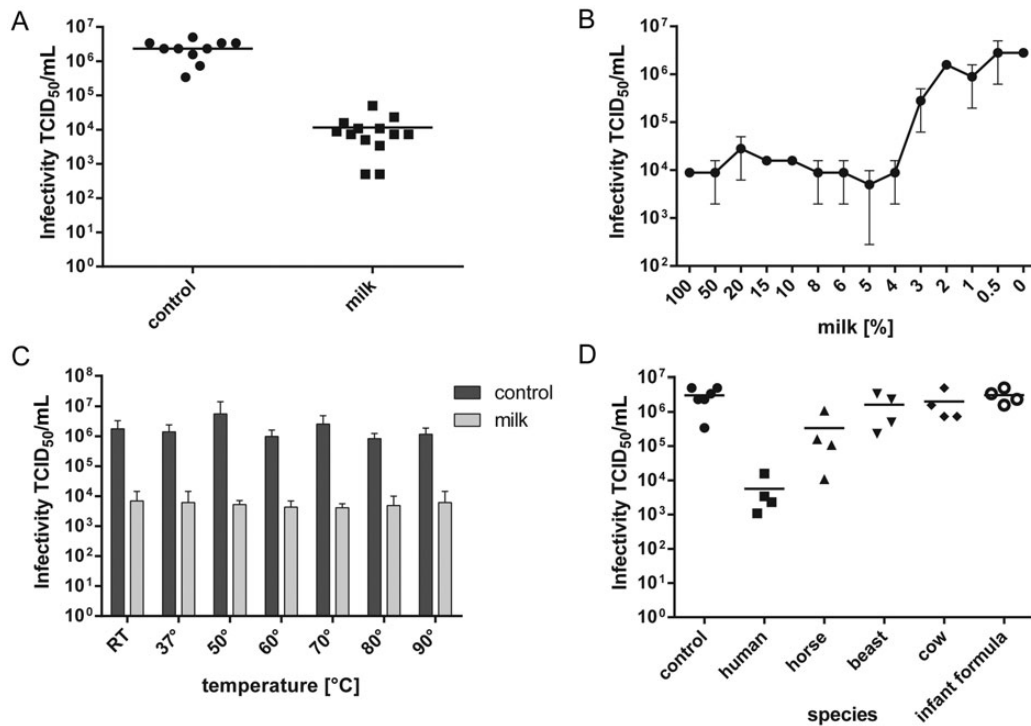 A
Infectivity TCID₅₀/mL
10⁷
10⁶
10⁵
10⁴
10³
10²
10¹
10⁰
control
milk
B
Infectivity TCID₅₀/mL
10⁷
10⁶
10⁵
10⁴
10³
10²
100
50
20
15
10
8
6
5
4
3
2
1
0.5
0
milk [%]
C
Infectivity TCID₅₀/mL
10⁸
10⁷
10⁶
10⁵
10⁴
10³
10²
10¹
10⁰
control
milk
RT
37°
50°
60°
70°
80°
90°
temperature [°C]
D
Infectivity TCID₅₀/mL
10⁷
10⁶
10⁵
10⁴
10³
10²
10¹
10⁰
control
human
horse
beast
cow
infant formula
species